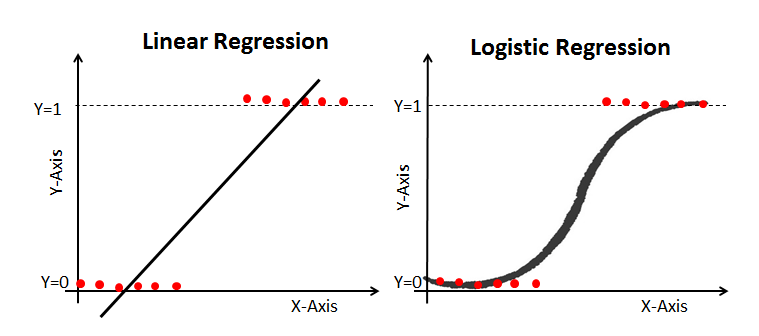 Linear Regression
Y=1
Y-Axis
Y=0
X-Axis
Logistic Regression
Y=1
Y-Axis
Y=0
X-Axis